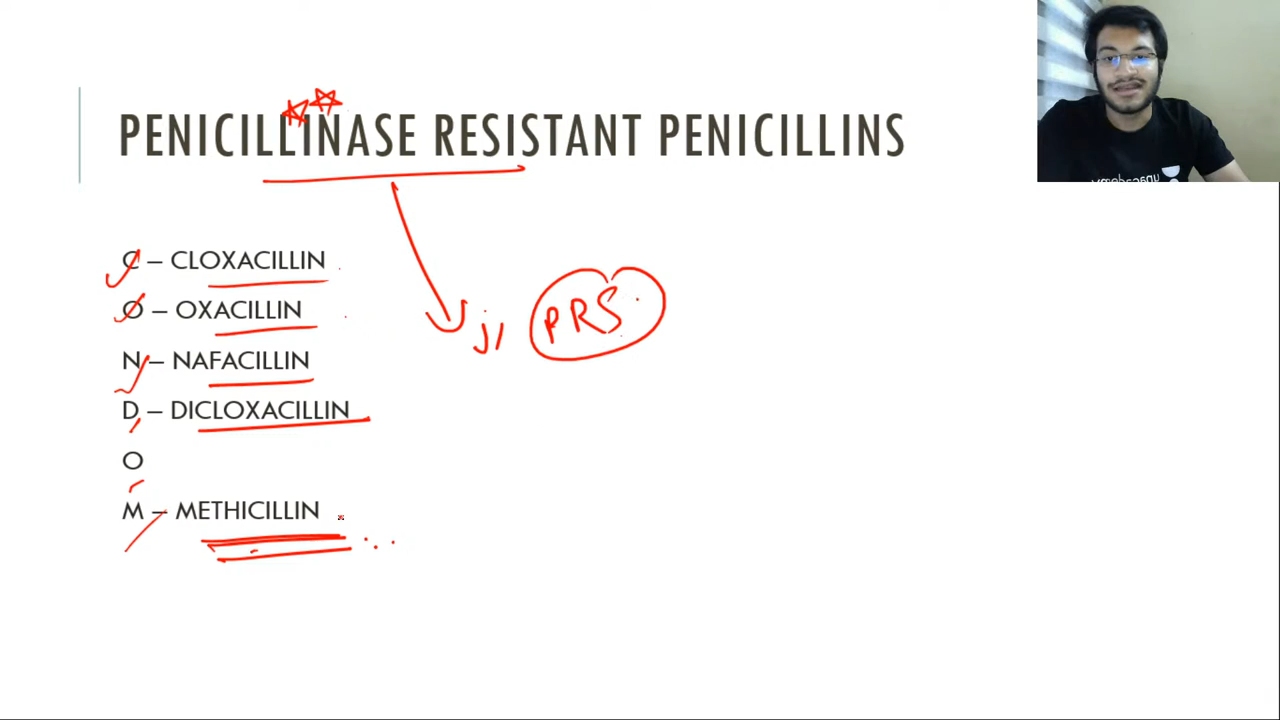 PENICILLINASE RESISTANT PENICILLINS
C – CLOXACILLIN
O – OXACILLIN
PRS
N – NAFACILLIN
D – DICLOXACILLIN
O
M – METHICILLIN